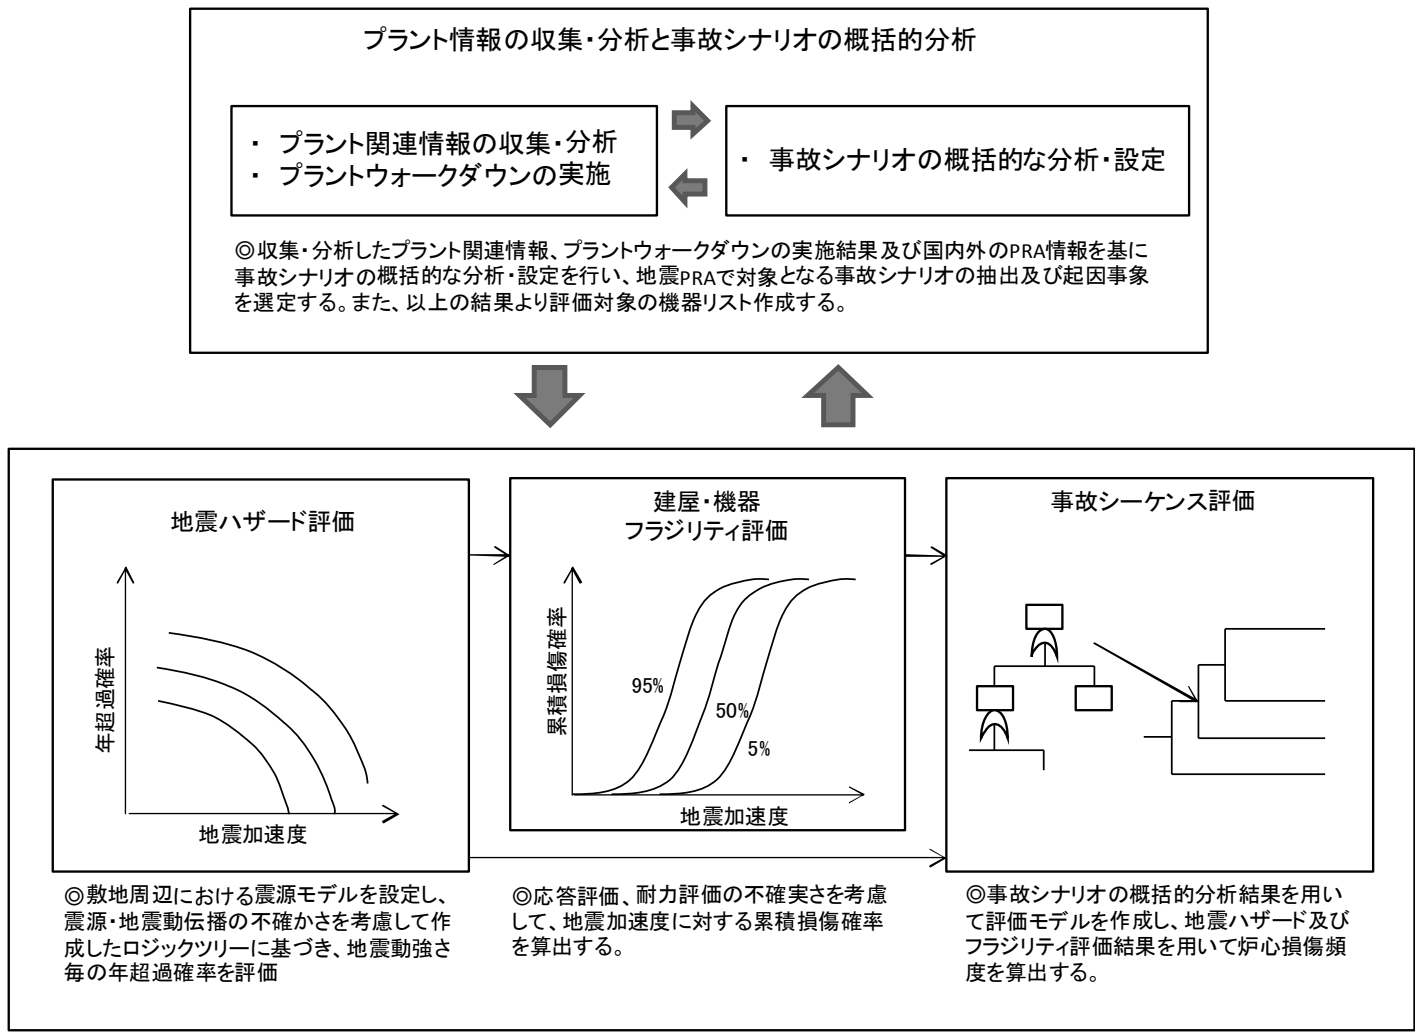 プラント情報の収集・分析と事故シナリオの概括的分析
・ プラント関連情報の収集・分析
・ プラントウォークダウンの実施
・ 事故シナリオの概括的な分析・設定
◎収集・分析したプラント関連情報、プラントウォークダウンの実施結果及び国内外のPRA情報を基に
事故シナリオの概括的な分析・設定を行い、地震PRAで対象となる事故シナリオの抽出及び起因事象
を選定する。また、以上の結果より評価対象の機器リスト作成する。
地震ハザード評価
年超過確率
地震加速度
◎敷地周辺における震源モデルを設定し、
震源・地震動伝播の不確かさを考慮して作
成したロジックツリーに基づき、地震動強さ
毎の年超過確率を評価
建屋・機器
フラジリティ評価
累積損傷確率
95%
50%
5%
地震加速度
◎応答評価、耐力評価の不確実さを考慮
して、地震加速度に対する累積損傷確率
を算出する。
事故シーケンス評価
◎事故シナリオの概括的分析結果を用い
て評価モデルを作成し、地震ハザード及び
フラジリティ評価結果を用いて炉心損傷頻
度を算出する。